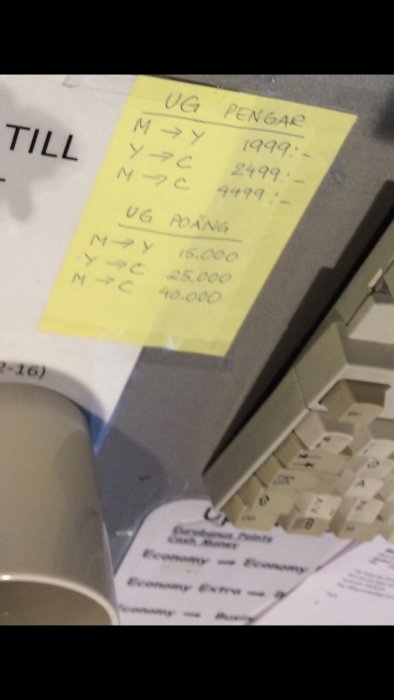 TILL
UG PENGAR
M → Y 1999:-
Y → C 2499:-
M → C 4499:-
UG POÄNG
M → Y 15.000
Y → C 25.000
M → C 40.000
2-16)
Eurobonus Points
Cash Money
Economy → Economy
Economy Extra →
Economy → Busin